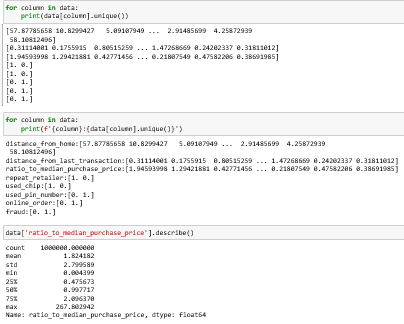 for column in data:
    print(data[column].unique())
[57.87785658 10.8299427   5.09107949 ...  2.91485699  4.25872939
 58.10812496]
[0.31114001 0.1755915  0.80515259 ... 1.47268669 0.24202337 0.31811012]
[1.94593998 1.29421881 0.42771456 ... 0.21807549 0.47582206 0.38691985]
[1. 0.]
[1. 0.]
[0. 1.]
[0. 1.]
[0. 1.]
for column in data:
    print(f'{column}:{data[column].unique()}')
distance_from_home:[57.87785658 10.8299427   5.09107949 ...  2.91485699  4.25872939
 58.10812496]
distance_from_last_transaction:[0.31114001 0.1755915  0.80515259 ... 1.47268669 0.24202337 0.31811012]
ratio_to_median_purchase_price:[1.94593998 1.29421881 0.42771456 ... 0.21807549 0.47582206 0.38691985]
repeat_retailer:[1. 0.]
used_chip:[1. 0.]
used_pin_number:[0. 1.]
online_order:[0. 1.]
fraud:[0. 1.]
data['ratio_to_median_purchase_price'].describe()
count    1000000.000000
mean           1.824182
std            2.799589
min            0.004399
25%            0.475673
50%            0.997717
75%            2.096370
max          267.802942
Name: ratio_to_median_purchase_price, dtype: float64